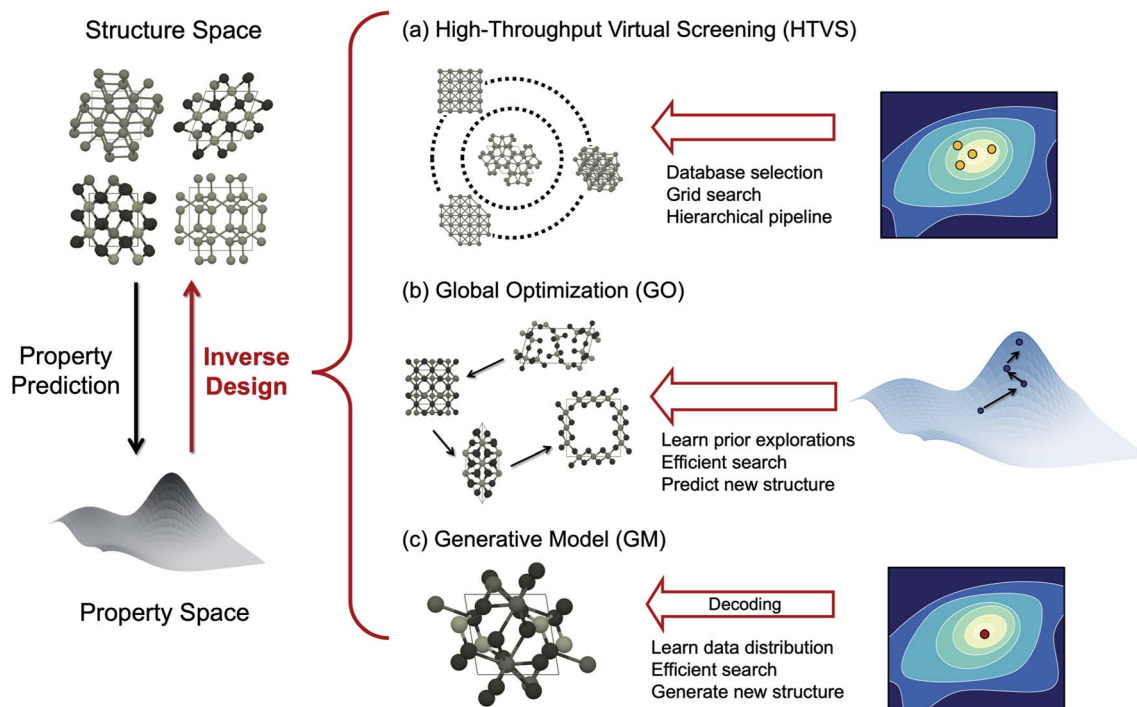 Structure Space
Property
Prediction
Inverse
Design
Property Space
(a) High-Throughput Virtual Screening (HTVS)
Database selection
Grid search
Hierarchical pipeline
(b) Global Optimization (GO)
Learn prior explorations
Efficient search
Predict new structure
(c) Generative Model (GM)
Decoding
Learn data distribution
Efficient search
Generate new structure